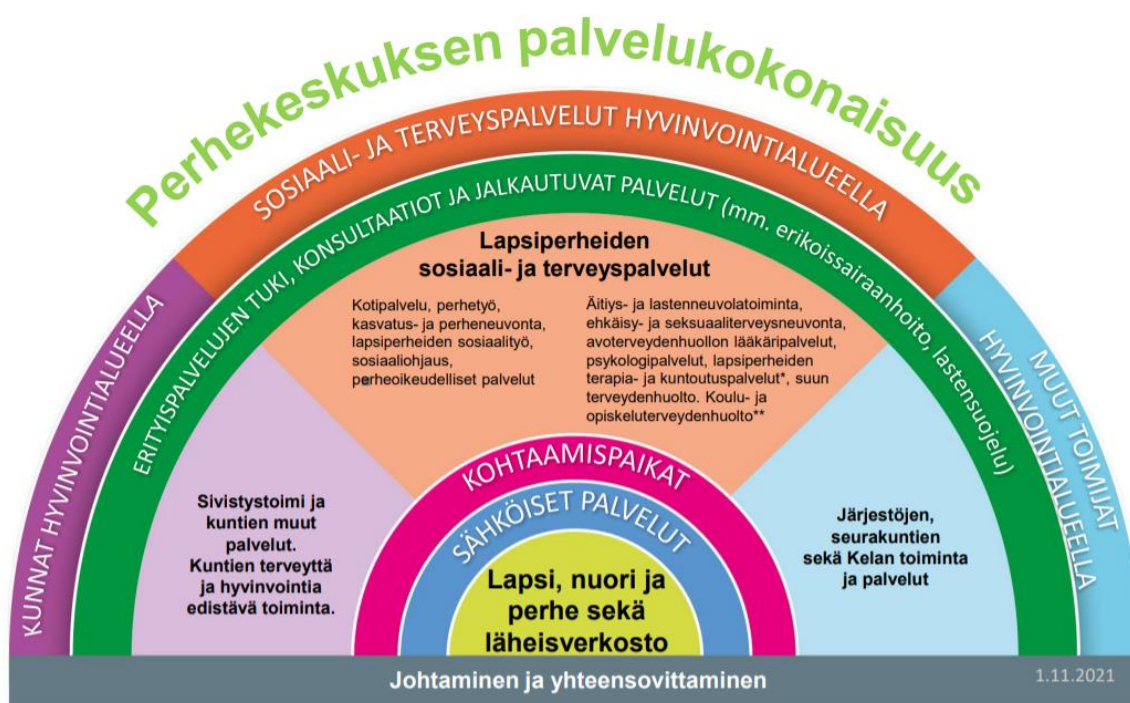 Perhekeskuksen palvelukokonaisuus
SOSIAALI- JA TERVEYSPALVELUT HYVINVOINTIALUEELLA
KUNNAT HYVINVOINTIALUEELLA
MUUT TOIMIJAT
HYVINVOINTIALUEELLA
ERITYISPALVELUJEN TUKI, KONSULTAATIOT JA JALKAUTUVAT PALVELUT (mm. erikoissairaanhoito, lastensuojelu)
Lapsiperheiden
sosiaali- ja terveyspalvelut
Kotipalvelu, perhetyö,
kasvatus- ja perheneuvonta,
lapsiperheiden sosiaalityö,
sosiaaliohjaus,
perheoikeudelliset palvelut
Äitiys- ja lastenneuvolatoiminta,
ehkäisy- ja seksuaaliterveysneuvonta,
avoterveydenhuollon lääkäripalvelut,
psykologipalvelut, lapsiperheiden
terapia- ja kuntoutuspalvelut*, suun
terveydenhuolto. Koulu- ja
opiskeluterveydenhuolto**
Sivistystoimi ja
kuntien muut
palvelut.
Kuntien terveyttä
ja hyvinvointia
edistävä toiminta.
Järjestöjen,
seurakuntien
sekä Kelan toiminta
ja palvelut
KOHTAAMISPAIKAT
SÄHKÖISET PALVELUT
Lapsi, nuori ja
perhe sekä
läheisverkosto
Johtaminen ja yhteensovittaminen
1.11.2021